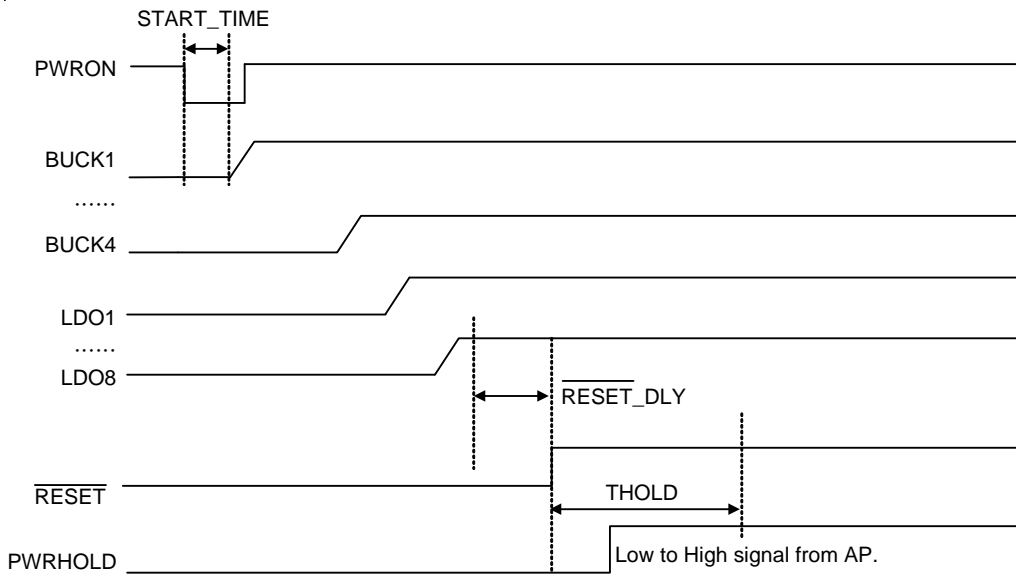 START_TIME
PWRON
BUCK1
......
BUCK4
LDO1
......
LDO8
RESET_DLY
RESET
THOLD
PWRHOLD
Low to High signal from AP.